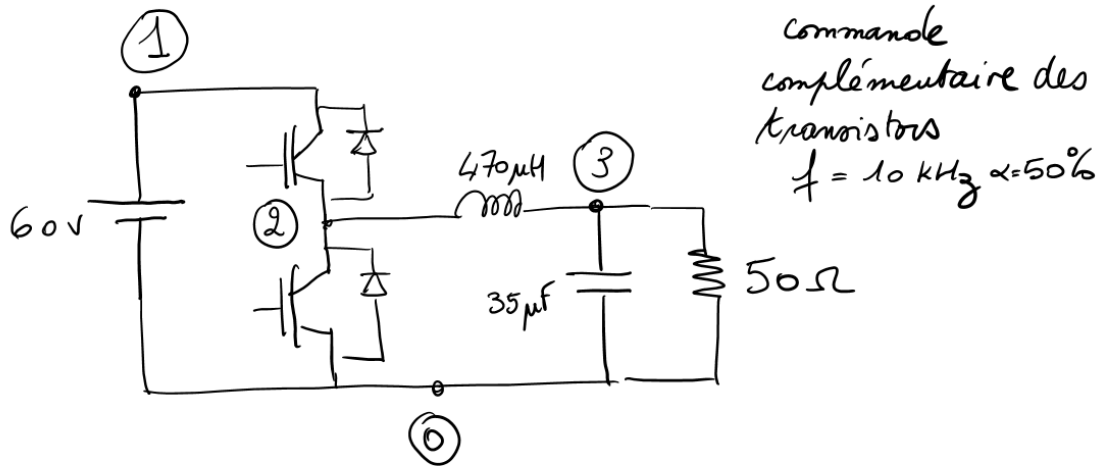 1
commande
complémentaire des
transistors
f = 10 kHz α=50%
470µH
3
60V
2
35µF
50Ω
0